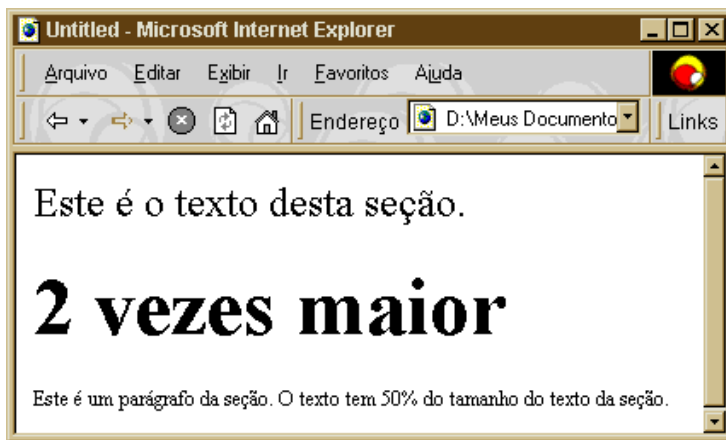 Untitled - Microsoft Internet Explorer
Arquivo Editar Exibir Ir Favoritos Ajuda
Endereço D:\Meus Documento Links
Este é o texto desta seção.
2 vezes maior
Este é um parágrafo da seção. O texto tem 50% do tamanho do texto da seção.